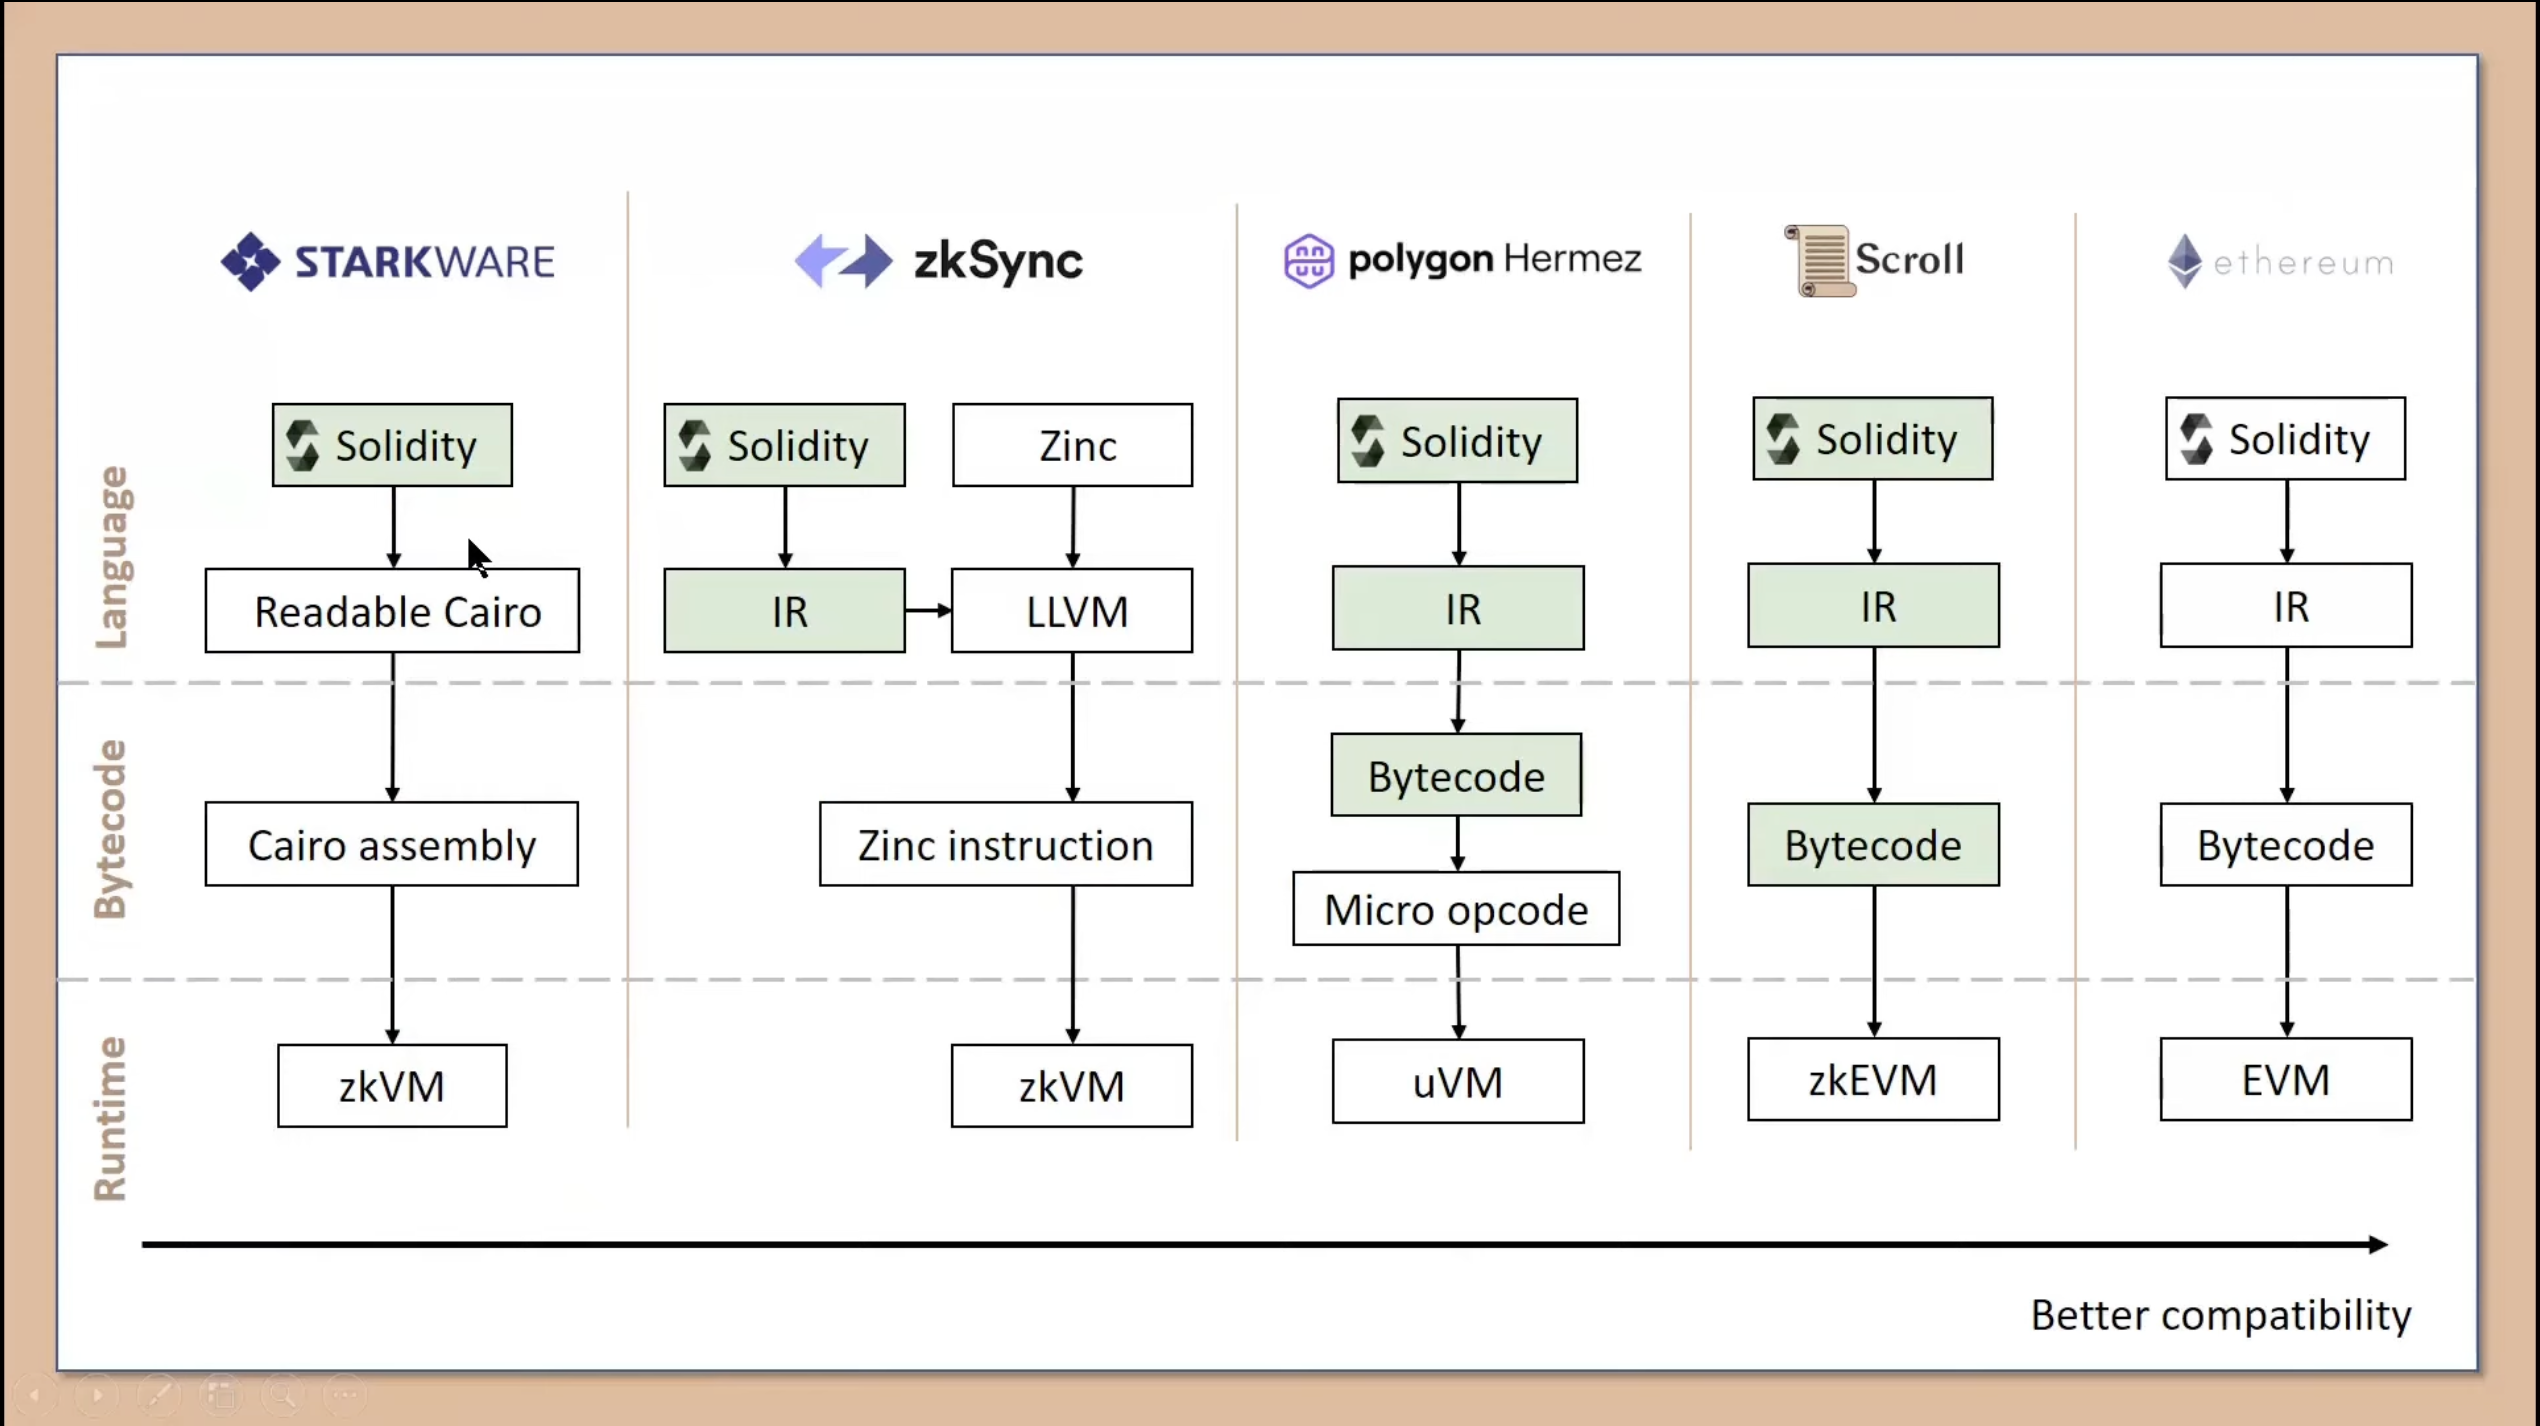 STARKWARE
zkSync
polygon Hermez
Scroll
ethereum
Language
Solidity
Solidity
Zinc
Solidity
Solidity
Solidity
Readable Cairo
IR
LLVM
IR
IR
IR
Bytecode
Bytecode
Cairo assembly
Zinc instruction
Micro opcode
Bytecode
Bytecode
Runtime
zkVM
zkVM
uVM
zkEVM
EVM
Better compatibility